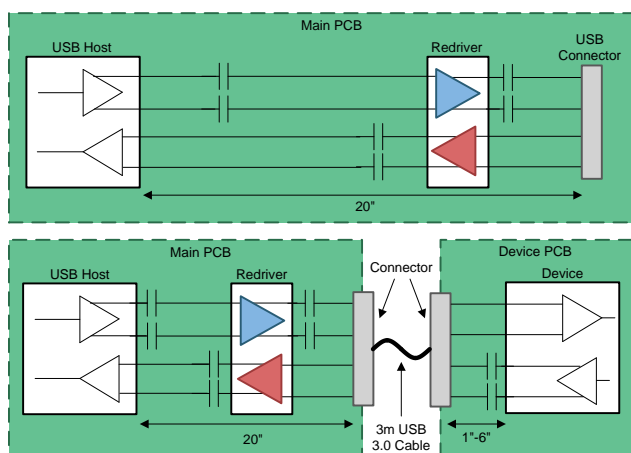 Main PCB
USB Host
Redriver
USB
Connector
20"
Main PCB
USB Host
Redriver
20"
Connector
3m USB
3.0 Cable
Device PCB
Device
1"-6"